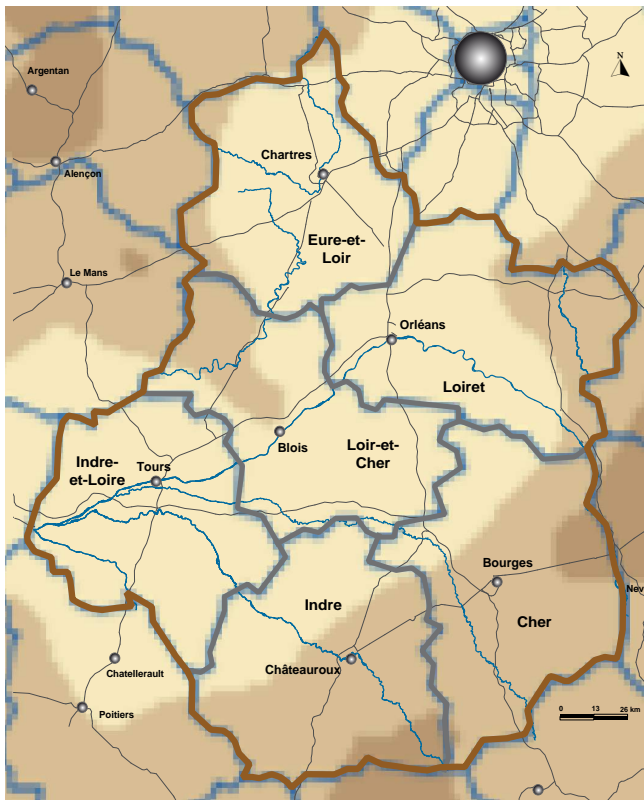 Argentan
N
Chartres
Alençon
Eure-et-
Loir
Le Mans
Orléans
Loiret
Blois
Loir-et-
Cher
Indre-
et-Loire
Tours
Bourges
Nev
Indre
Cher
Châteauroux
Chatellerault
Poitiers
0 13 26 km